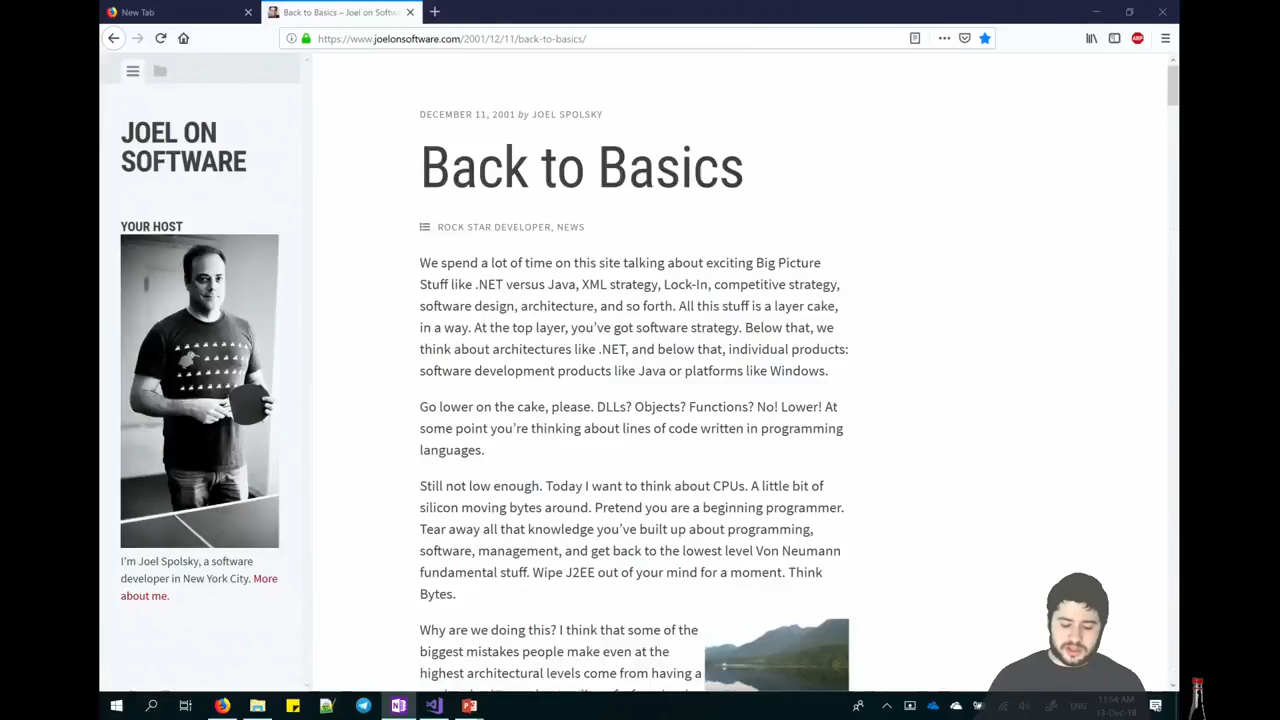 New Tab
Back to Basics – Joel on Softwa
https://www.joelonsoftware.com/2001/12/11/back-to-basics/
ABP
JOEL ON
SOFTWARE
YOUR HOST
I’m Joel Spolsky, a software
developer in New York City. More
about me.
DECEMBER 11, 2001 by JOEL SPOLSKY
Back to Basics
ROCK STAR DEVELOPER, NEWS
We spend a lot of time on this site talking about exciting Big Picture
Stuff like .NET versus Java, XML strategy, Lock-In, competitive strategy,
software design, architecture, and so forth. All this stuff is a layer cake,
in a way. At the top layer, you’ve got software strategy. Below that, we
think about architectures like .NET, and below that, individual products:
software development products like Java or platforms like Windows.
Go lower on the cake, please. DLLs? Objects? Functions? No! Lower! At
some point you’re thinking about lines of code written in programming
languages.
Still not low enough. Today I want to think about CPUs. A little bit of
silicon moving bytes around. Pretend you are a beginning programmer.
Tear away all that knowledge you’ve built up about programming,
software, management, and get back to the lowest level Von Neumann
fundamental stuff. Wipe J2EE out of your mind for a moment. Think
Bytes.
Why are we doing this? I think that some of the
biggest mistakes people make even at the
highest architectural levels come from having a
ENG
11:54 AM
13-Dec-18